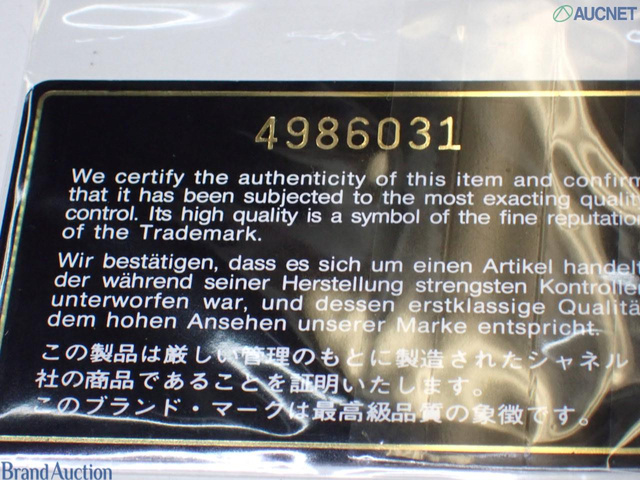 AUCNET
4986031
We certify the authenticity of this item and confirm
that it has been subjected to the most exacting quality
control. Its high quality is a symbol of the fine reputation
of the Trademark.
Wir bestätigen, dass es sich um einen Artikel handelt
der während seiner Herstellung strengsten Kontrollen
unterworfen war, und dessen erstklassige Qualität
dem hohen Ansehen unserer Marke entspricht.
この製品は厳しい管理のもとに製造されたシャネル
社の商品であることを証明いたします。
このブランド・マークは最高級品質の象徴です。
Brand Auction